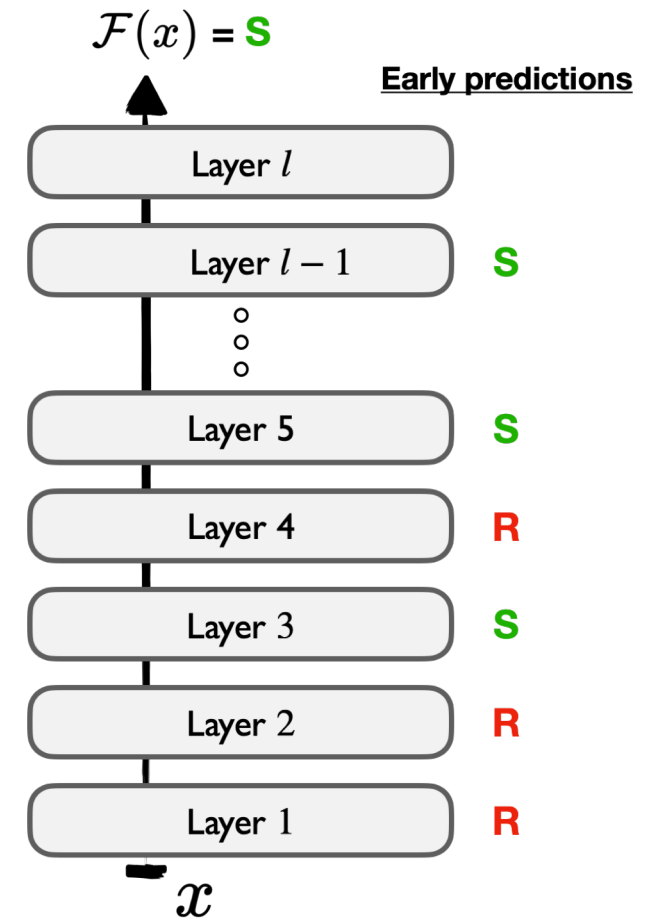 ℱ(x) = S
Early predictions
Layer l
Layer l − 1 S
Layer 5 S
Layer 4 R
Layer 3 S
Layer 2 R
Layer 1 R
x